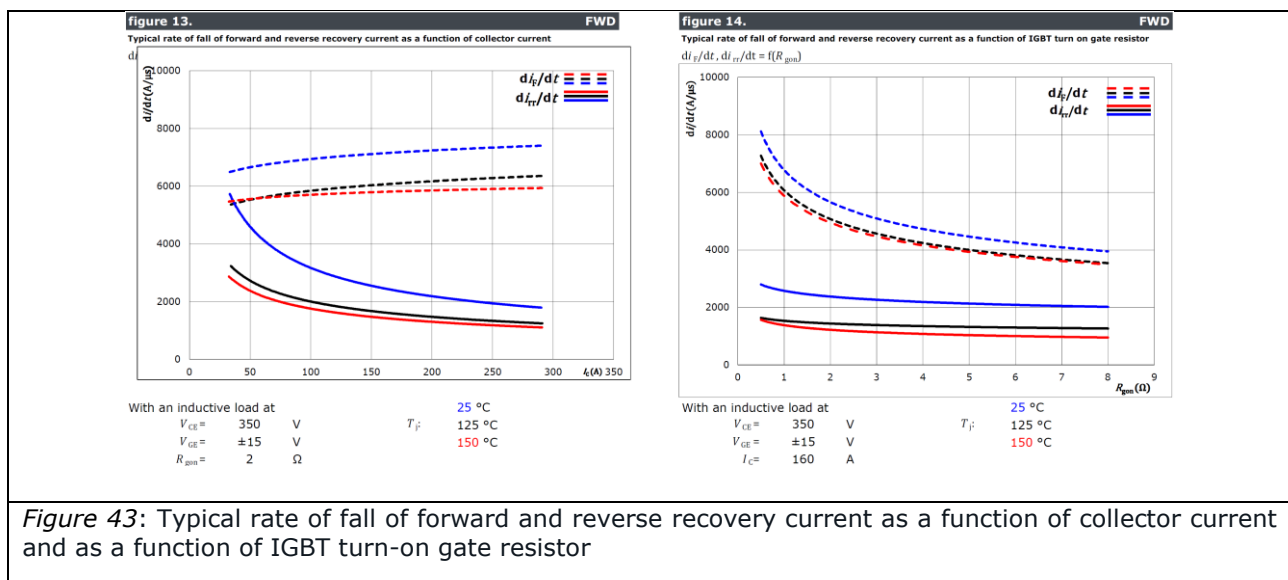 figure 13. FWD
Typical rate of fall of forward and reverse recovery current as a function of collector current
di
di/dt(A/µs)
10000
8000
6000
4000
2000
0
diF/dt
dirr/dt
0 50 100 150 200 250 300 IC(A) 350
With an inductive load at 25 °C
VCE= 350 V Tj: 125 °C
VGE= ±15 V 150 °C
Rgon= 2 Ω
figure 14. FWD
Typical rate of fall of forward and reverse recovery current as a function of IGBT turn on gate resistor
diF/dt, dirr/dt = f(Rgon)
di/dt(A/µs)
10000
8000
6000
4000
2000
0
diF/dt
dirr/dt
0 1 2 3 4 5 6 7 8 9
Rgon(Ω)
With an inductive load at 25 °C
VCE= 350 V Tj: 125 °C
VGE= ±15 V 150 °C
IC= 160 A
Figure 43: Typical rate of fall of forward and reverse recovery current as a function of collector current
and as a function of IGBT turn-on gate resistor